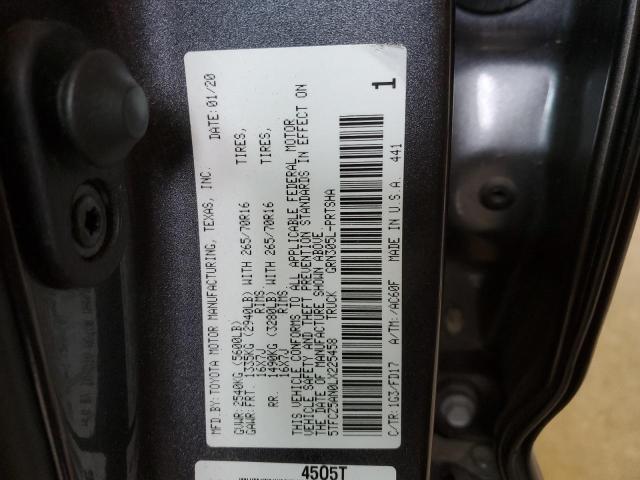 MFD.BY:TOYOTA MOTOR MANUFACTURING, TEXAS, INC. DATE: 01/20
GVWR: 2540KG (5600LB)
GAWR: FRT 1335KG (2940LB) WITH 265/70R16 TIRES,
16X7J RIMS.
RR. 1490KG (3280LB) WITH 265/70R16 TIRES,
16X7J RIMS.
THIS VEHICLE CONFORMS TO ALL APPLICABLE FEDERAL MOTOR
VEHICLE SAFETY AND THEFT PREVENTION STANDARDS IN EFFECT ON
THE DATE OF MANUFACTURE SHOWN ABOVE.
5TFCZ5AN0LX225458 TRUCK GRN305L-PRTSHA
C/TR: 1G3/FD17 A/TM: /AC60F MADE IN U.S.A. 441
1
4505T